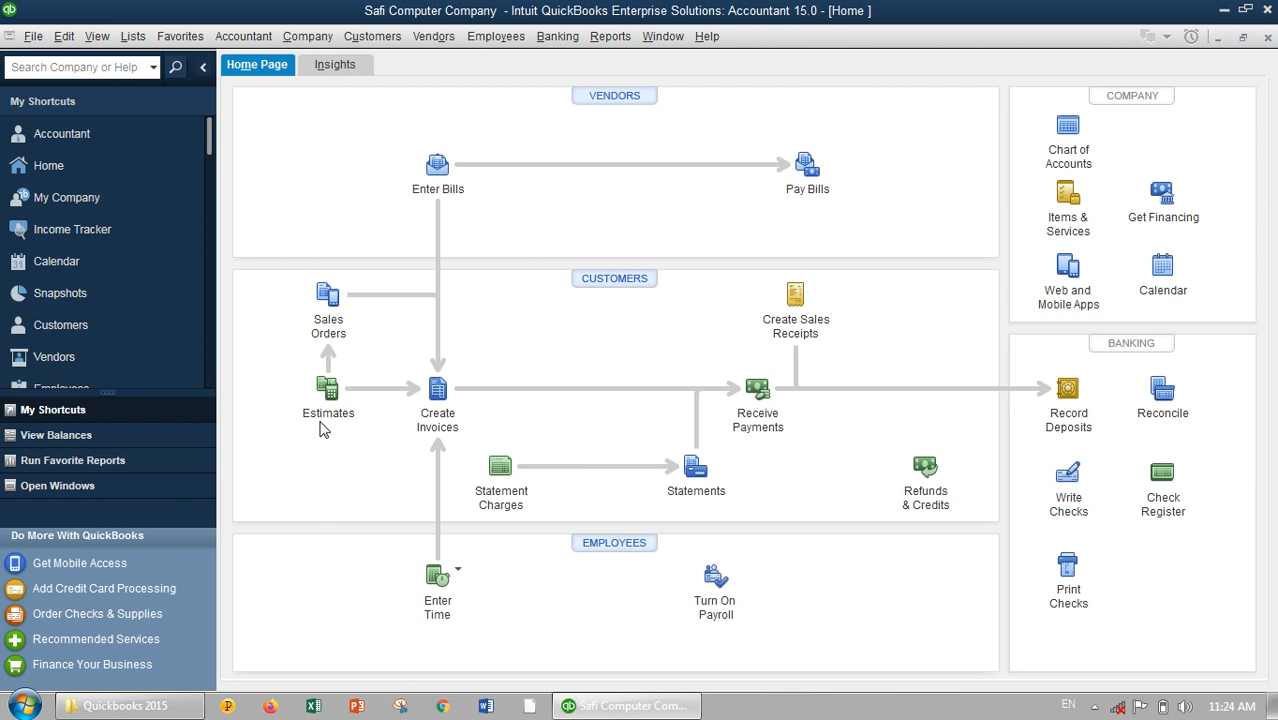 Safi Computer Company - Intuit QuickBooks Enterprise Solutions: Accountant 15.0 - [Home ]
File Edit View Lists Favorites Accountant Company Customers Vendors Employees Banking Reports Window Help
Search Company or Help
Home Page Insights
My Shortcuts
Accountant
Home
My Company
Income Tracker
Calendar
31
Snapshots
Customers
Vendors
Employees
My Shortcuts
View Balances
Run Favorite Reports
Open Windows
Do More With QuickBooks
Get Mobile Access
Add Credit Card Processing
Order Checks & Supplies
Recommended Services
Finance Your Business
VENDORS
Enter Bills
Pay Bills
CUSTOMERS
Sales
Orders
Create Sales
Receipts
Estimates
Create
Invoices
Receive
Payments
Statement
Charges
Statements
Refunds
& Credits
EMPLOYEES
Enter
Time
Turn On
Payroll
COMPANY
Chart of
Accounts
Items &
Services
Get Financing
Web and
Mobile Apps
Calendar
BANKING
Record
Deposits
Reconcile
Write
Checks
Check
Register
Print
Checks
Quickbooks 2015
Safi Computer Com...
EN
11:24 AM